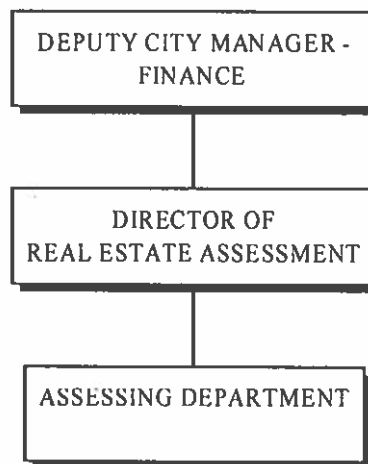 DEPUTY CITY MANAGER -
FINANCE
DIRECTOR OF
REAL ESTATE ASSESSMENT
ASSESSING DEPARTMENT